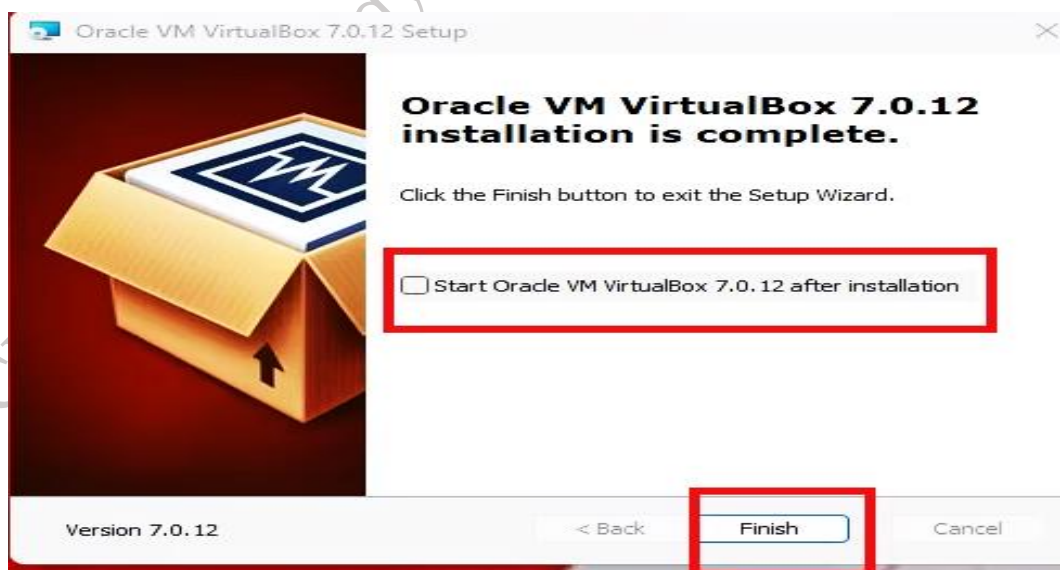 Oracle VM VirtualBox 7.0.12 Setup
Oracle VM VirtualBox 7.0.12
installation is complete.
Click the Finish button to exit the Setup Wizard.
Start Oracle VM VirtualBox 7.0.12 after installation
Version 7.0.12
< Back
Finish
Cancel